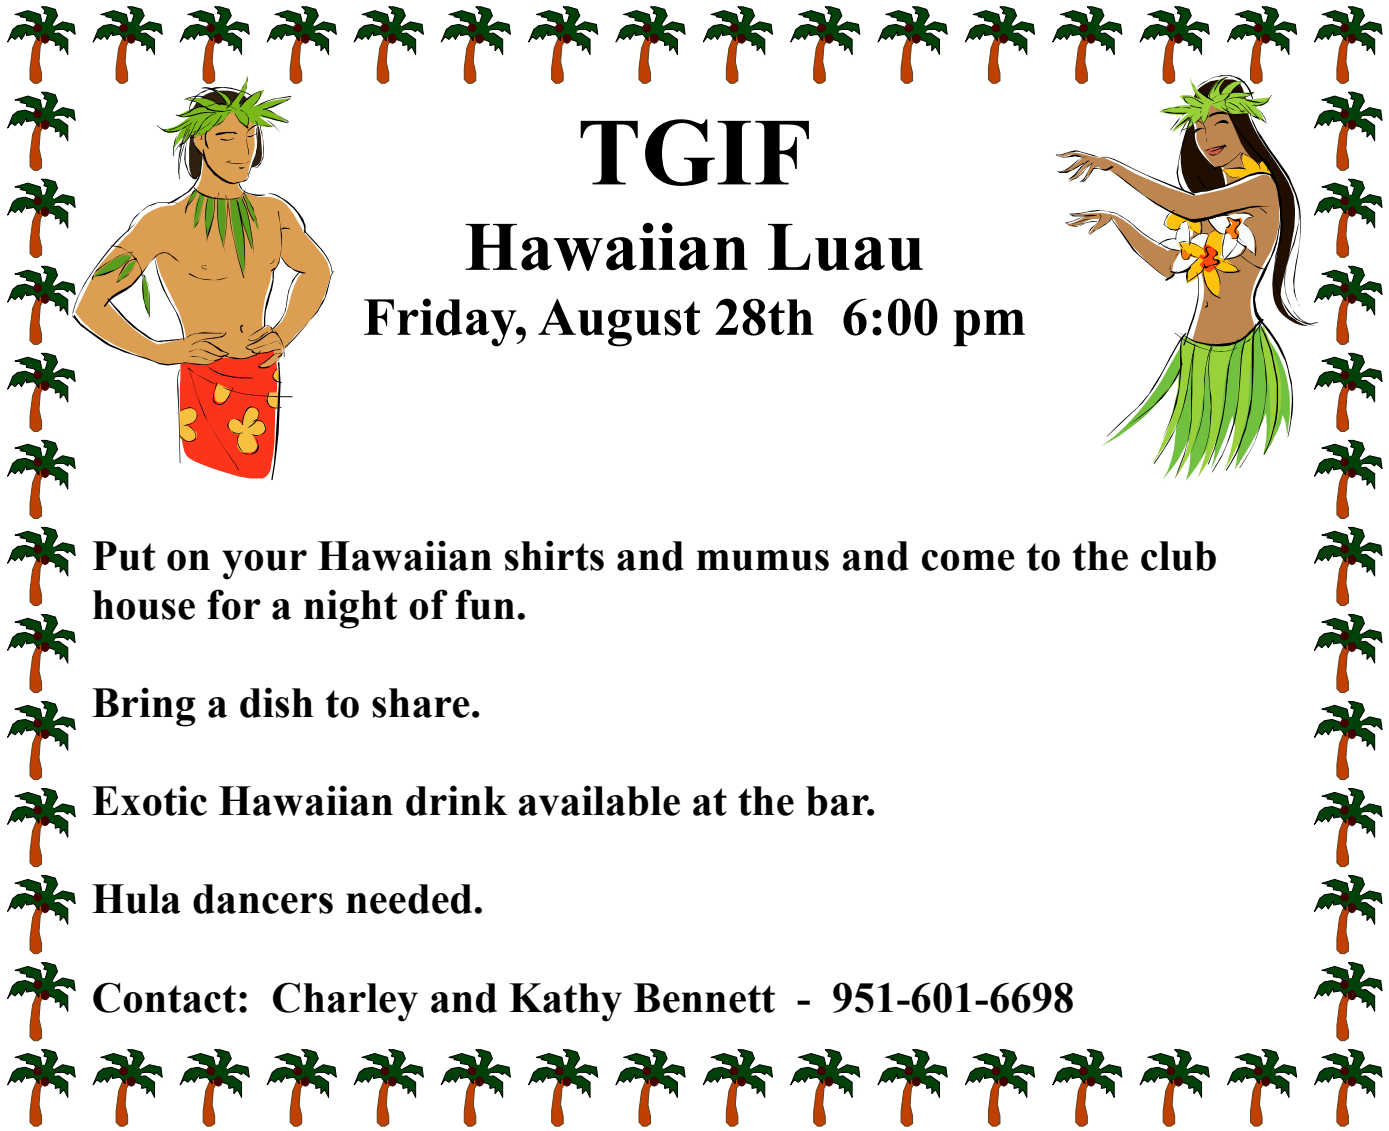 TGIF
Hawaiian Luau
Friday, August 28th  6:00 pm
Put on your Hawaiian shirts and mumus and come to the club
house for a night of fun.
Bring a dish to share.
Exotic Hawaiian drink available at the bar.
Hula dancers needed.
Contact:  Charley and Kathy Bennett  -  951-601-6698